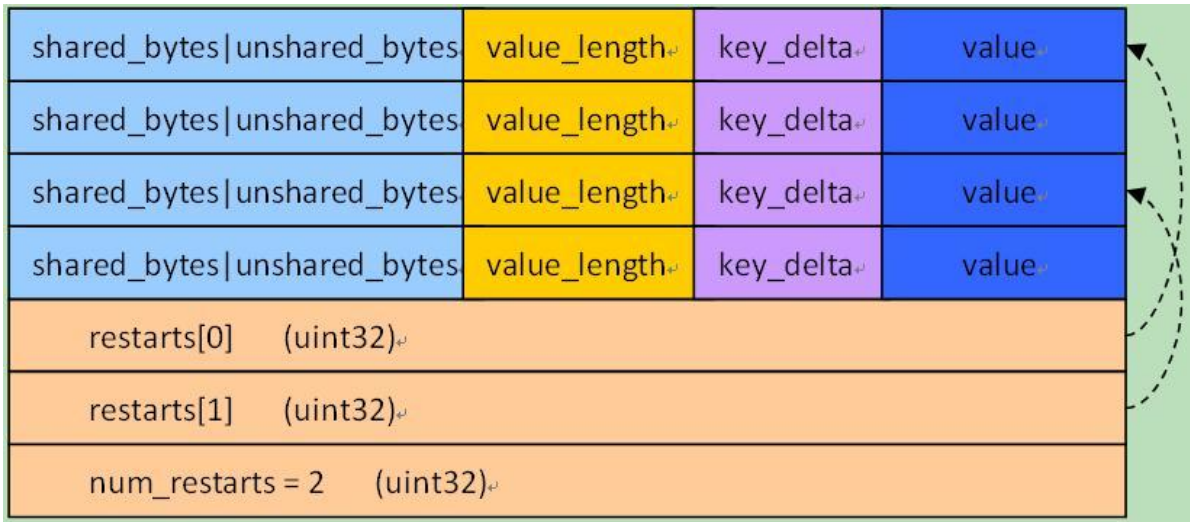 shared_bytes|unshared_bytes value_length key_delta value
shared_bytes|unshared_bytes value_length key_delta value
shared_bytes|unshared_bytes value_length key_delta value
shared_bytes|unshared_bytes value_length key_delta value
restarts[0] (uint32)
restarts[1] (uint32)
num_restarts = 2 (uint32)